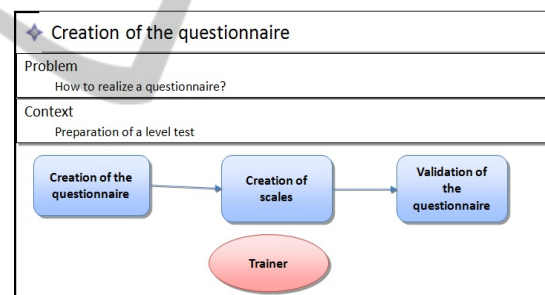 Creation of the questionnaire
Problem
How to realize a questionnaire?
Context
Preparation of a level test
Creation of the
questionnaire
Creation of
scales
Validation of
the
questionnaire
Trainer